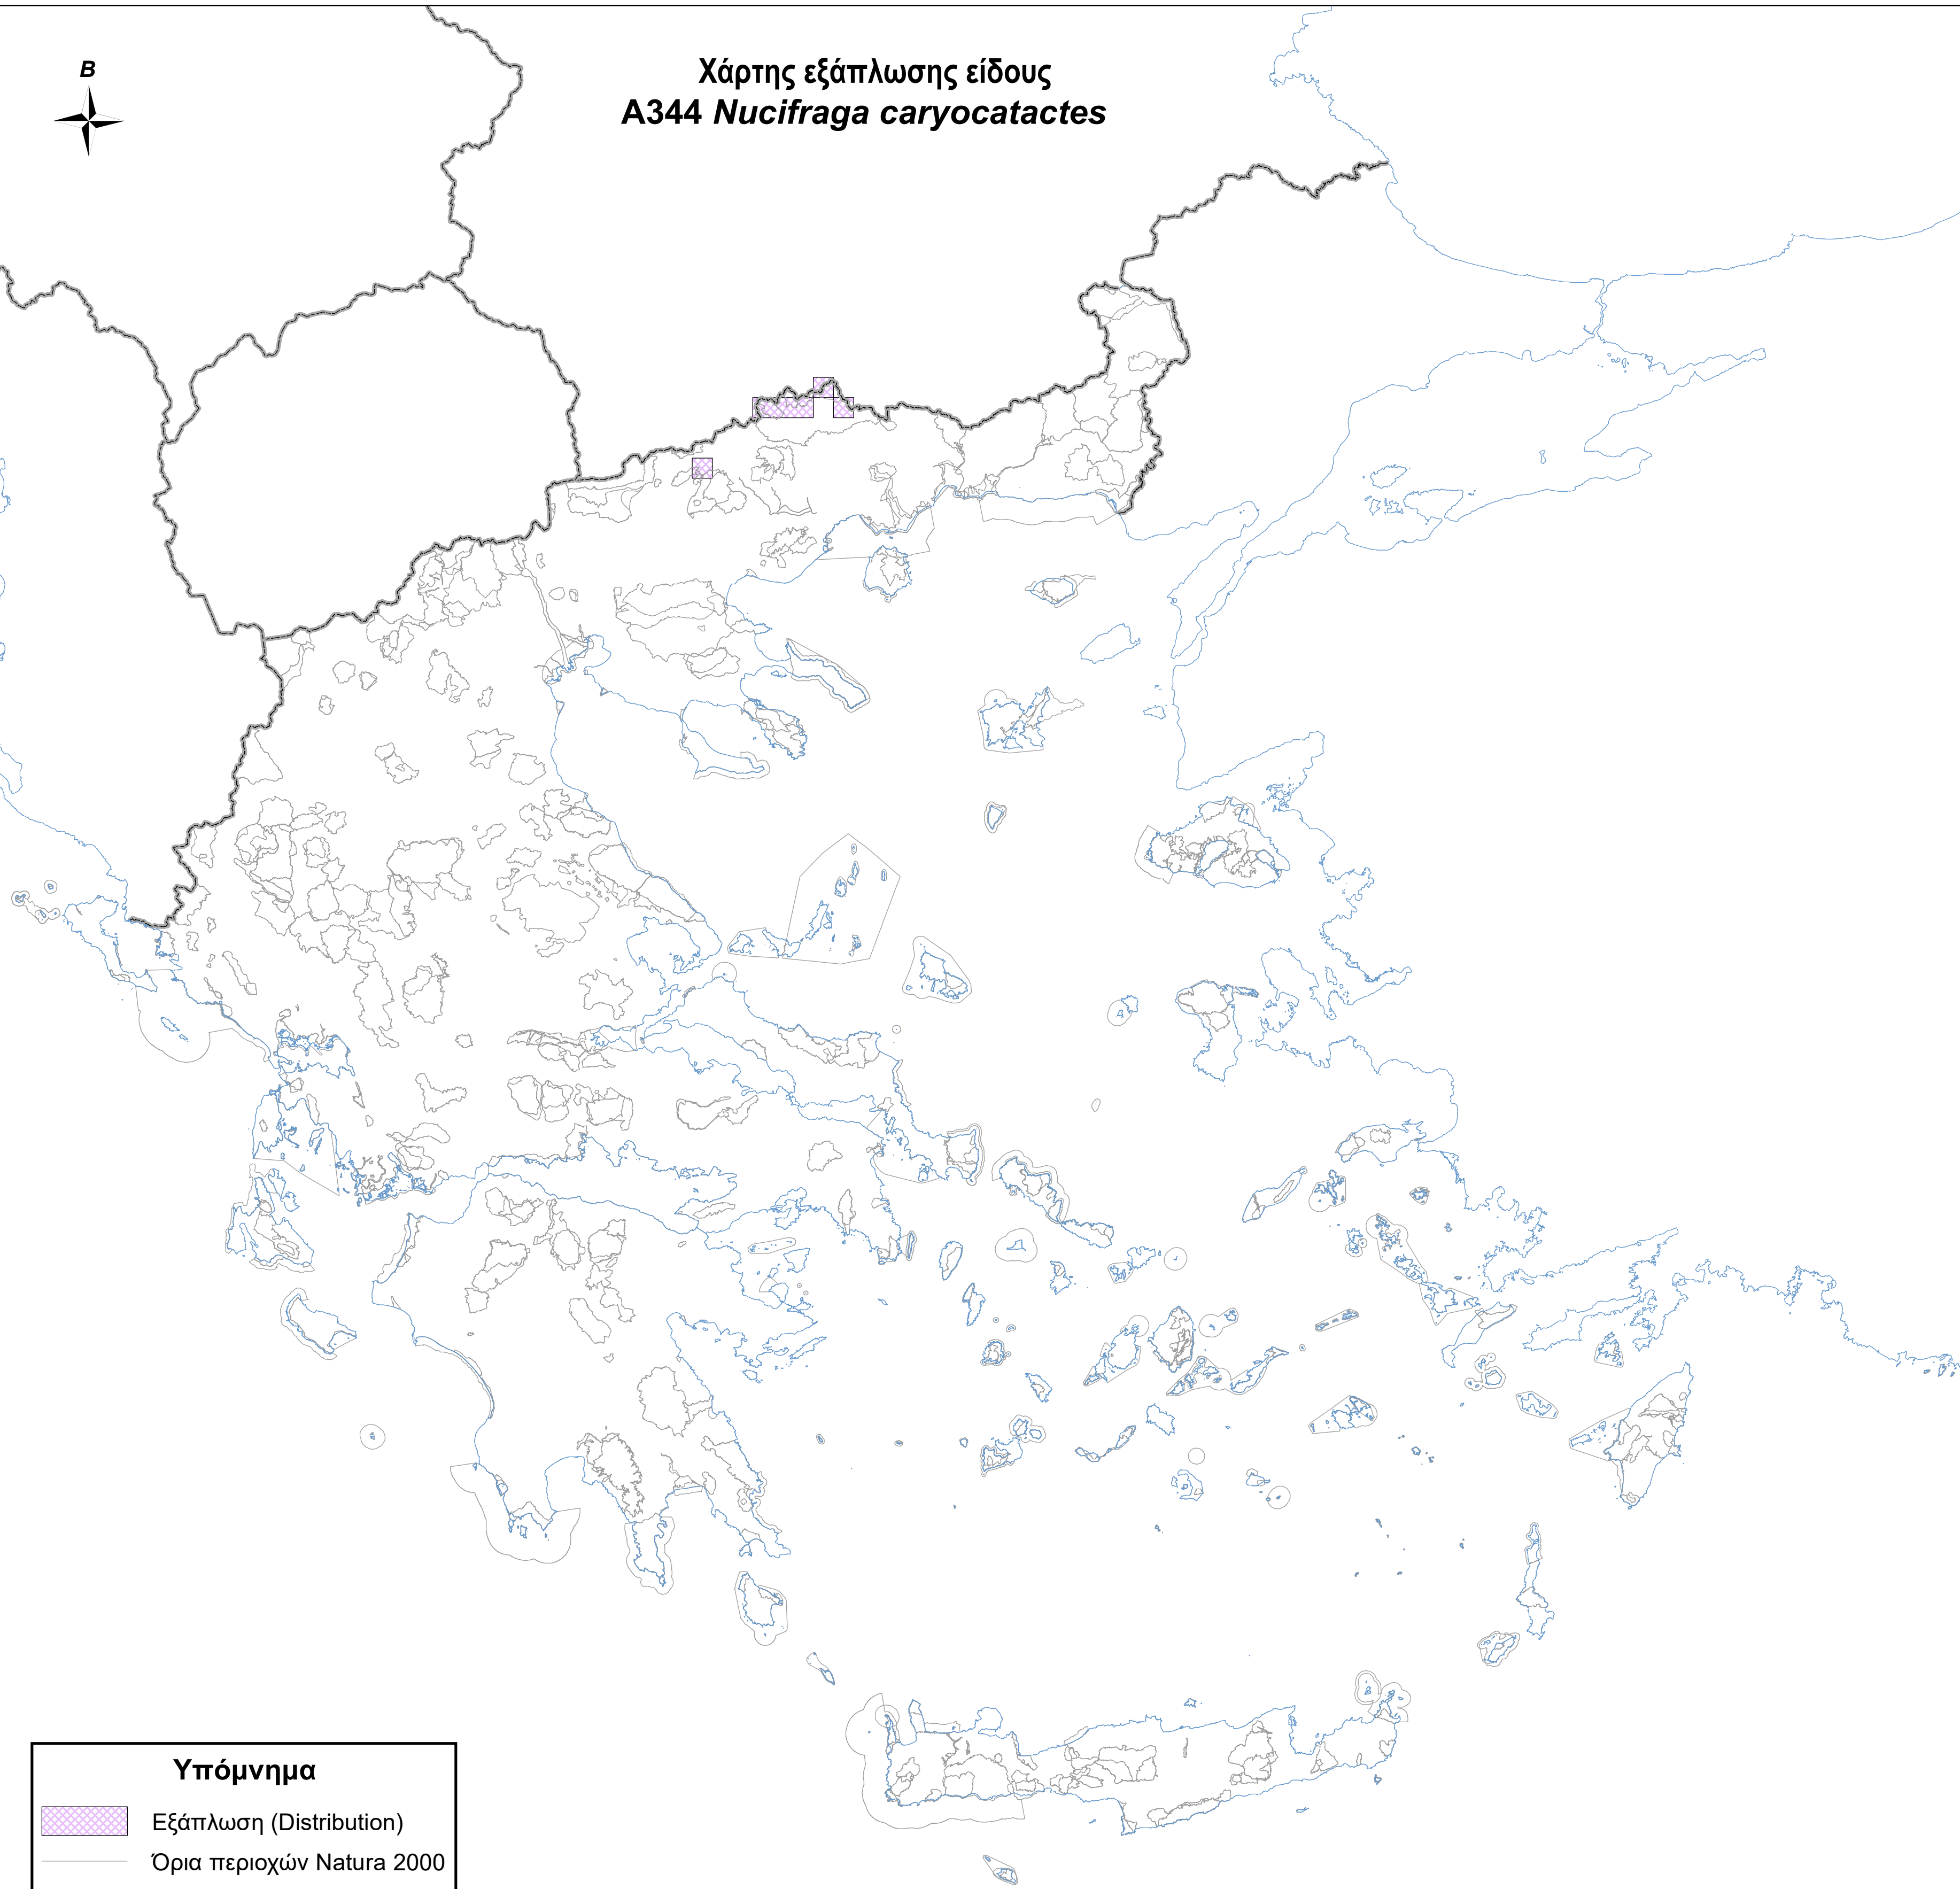 Β
Χάρτης εξάπλωσης είδους
A344 Nucifraga caryocatactes
Υπόμνημα
Εξάπλωση (Distribution)
Όρια περιοχών Natura 2000